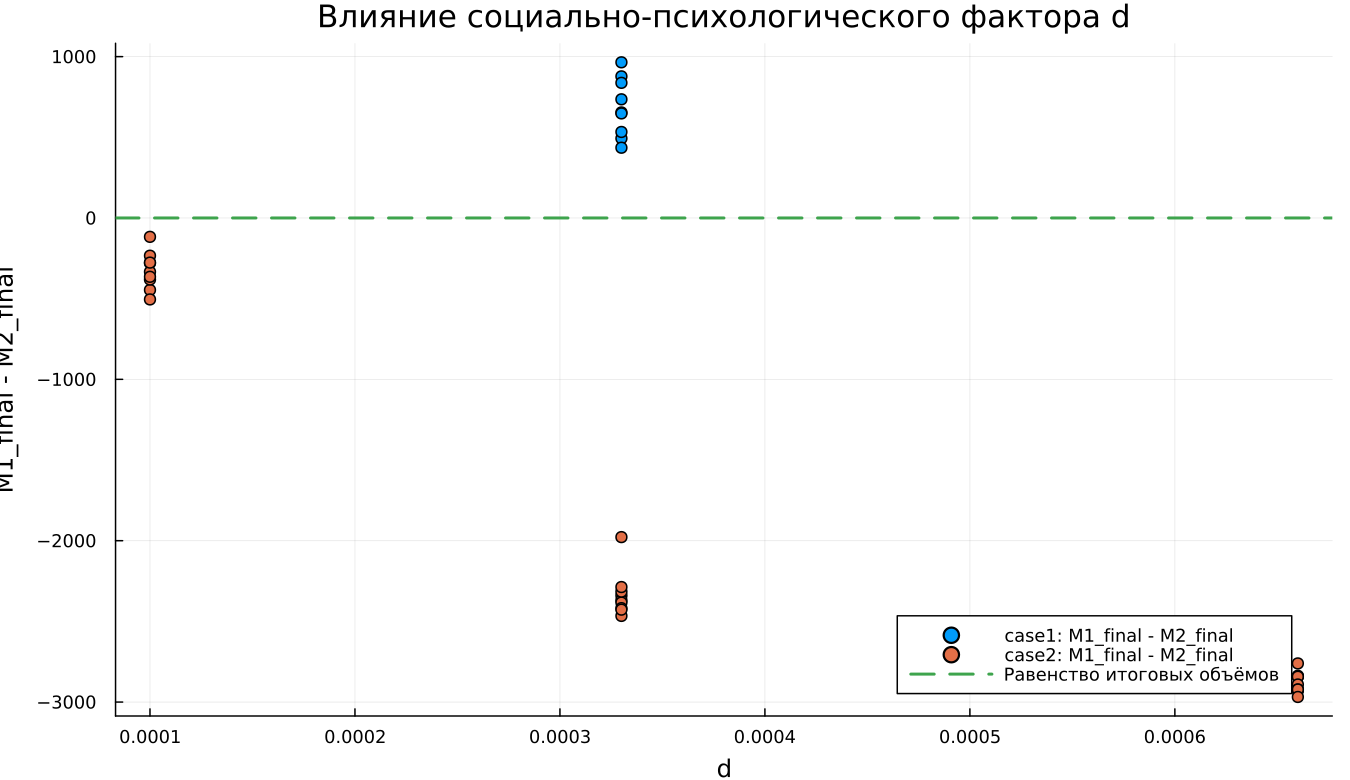 Влияние социально-психологического фактора d
1000
0
−1000
−2000
−3000
M1_final - M2_final
0.0001
0.0002
0.0003
0.0004
0.0005
0.0006
d
case1: M1_final - M2_final
case2: M1_final - M2_final
Равенство итоговых объёмов